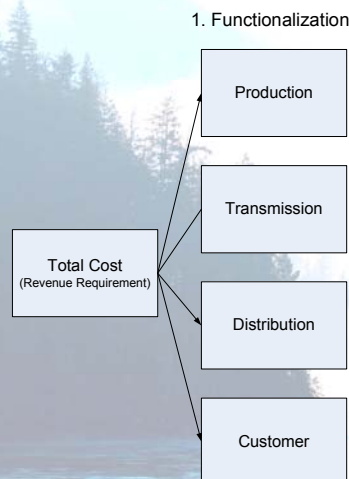 1. Functionalization
Production
Transmission
Total Cost
(Revenue Requirement)
Distribution
Customer